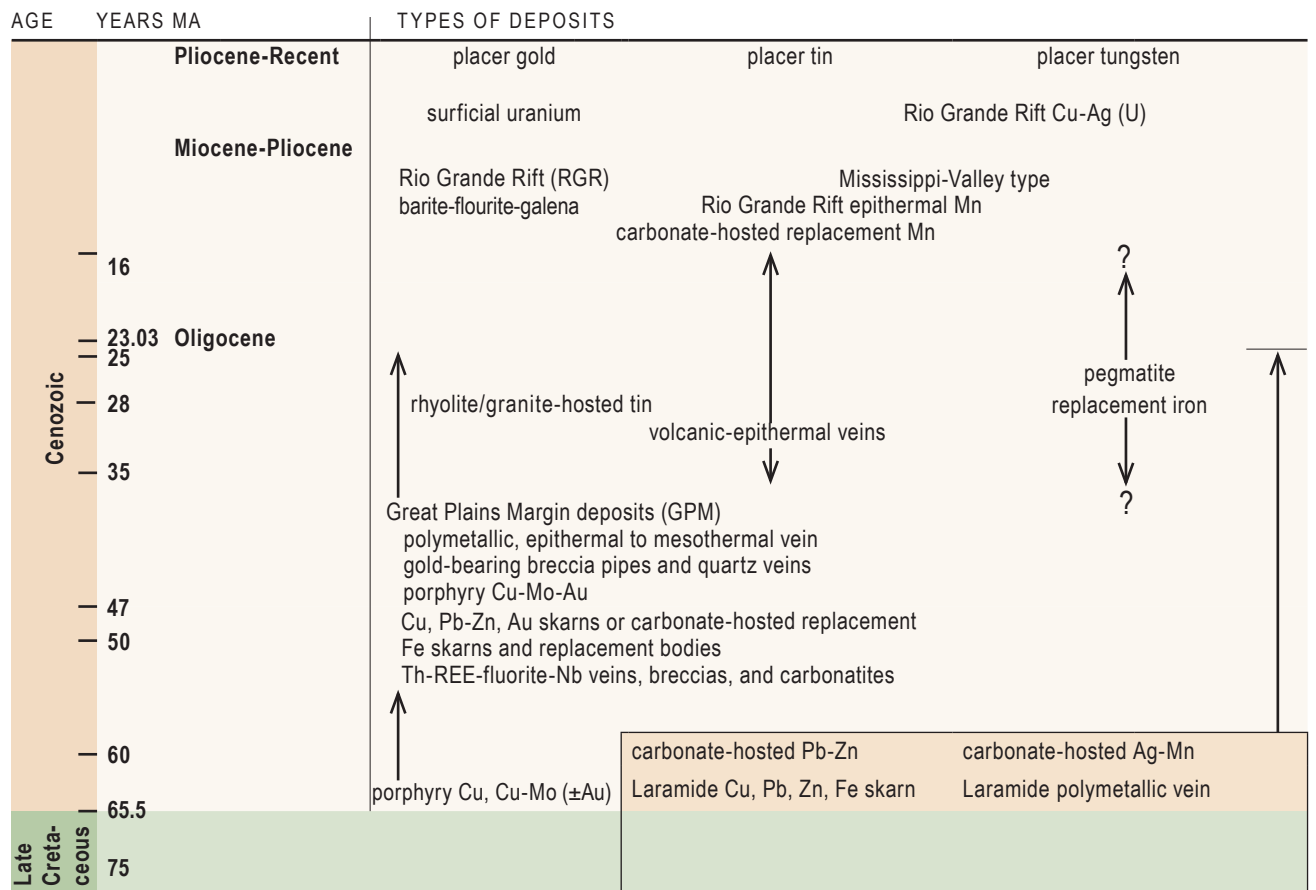 AGE YEARS MA TYPES OF DEPOSITS
Pliocene-Recent placer gold placer tin placer tungsten
surficial uranium Rio Grande Rift Cu-Ag (U)
Miocene-Pliocene
Rio Grande Rift (RGR) Mississippi-Valley type
barite-flourite-galena Rio Grande Rift epithermal Mn
carbonate-hosted replacement Mn
16 ?
23.03 Oligocene
25
pegmatite
28 rhyolite/granite-hosted tin replacement iron
volcanic-epithermal veins
Cenozoic
35
?
Great Plains Margin deposits (GPM)
polymetallic, epithermal to mesothermal vein
gold-bearing breccia pipes and quartz veins
porphyry Cu-Mo-Au
47
Cu, Pb-Zn, Au skarns or carbonate-hosted replacement
50 Fe skarns and replacement bodies
Th-REE-fluorite-Nb veins, breccias, and carbonatites
60 carbonate-hosted Pb-Zn carbonate-hosted Ag-Mn
porphyry Cu, Cu-Mo (±Au) Laramide Cu, Pb, Zn, Fe skarn Laramide polymetallic vein
65.5
Late
Creta-
ceous
75